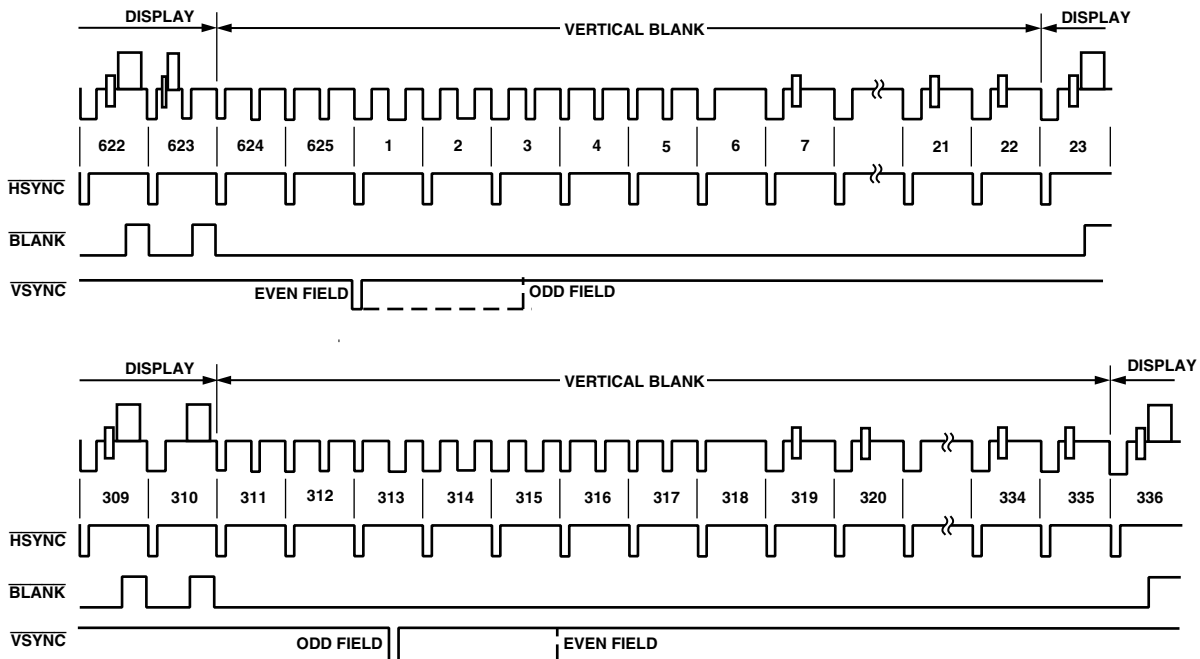 DISPLAY VERTICAL BLANK DISPLAY
622 623 624 625 1 2 3 4 5 6 7 21 22 23
HSYNC
BLANK
VSYNC EVEN FIELD ODD FIELD
DISPLAY VERTICAL BLANK DISPLAY
309 310 311 312 313 314 315 316 317 318 319 320 334 335 336
HSYNC
BLANK
VSYNC ODD FIELD EVEN FIELD